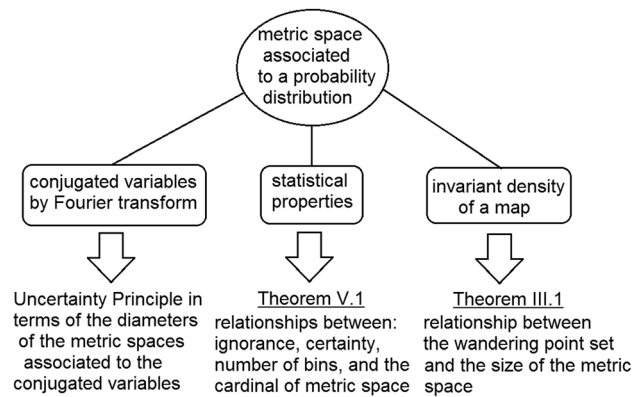 metric space
associated
to a probability
distribution
conjugated variables
by Fourier transform
statistical
properties
invariant density
of a map
Uncertainty Principle in
terms of the diameters
of the metric spaces
associated to the
conjugated variables
Theorem V.1
relationships between:
ignorance, certainty,
number of bins, and the
cardinal of metric space
Theorem III.1
relationship between
the wandering point set
and the size of the metric
space